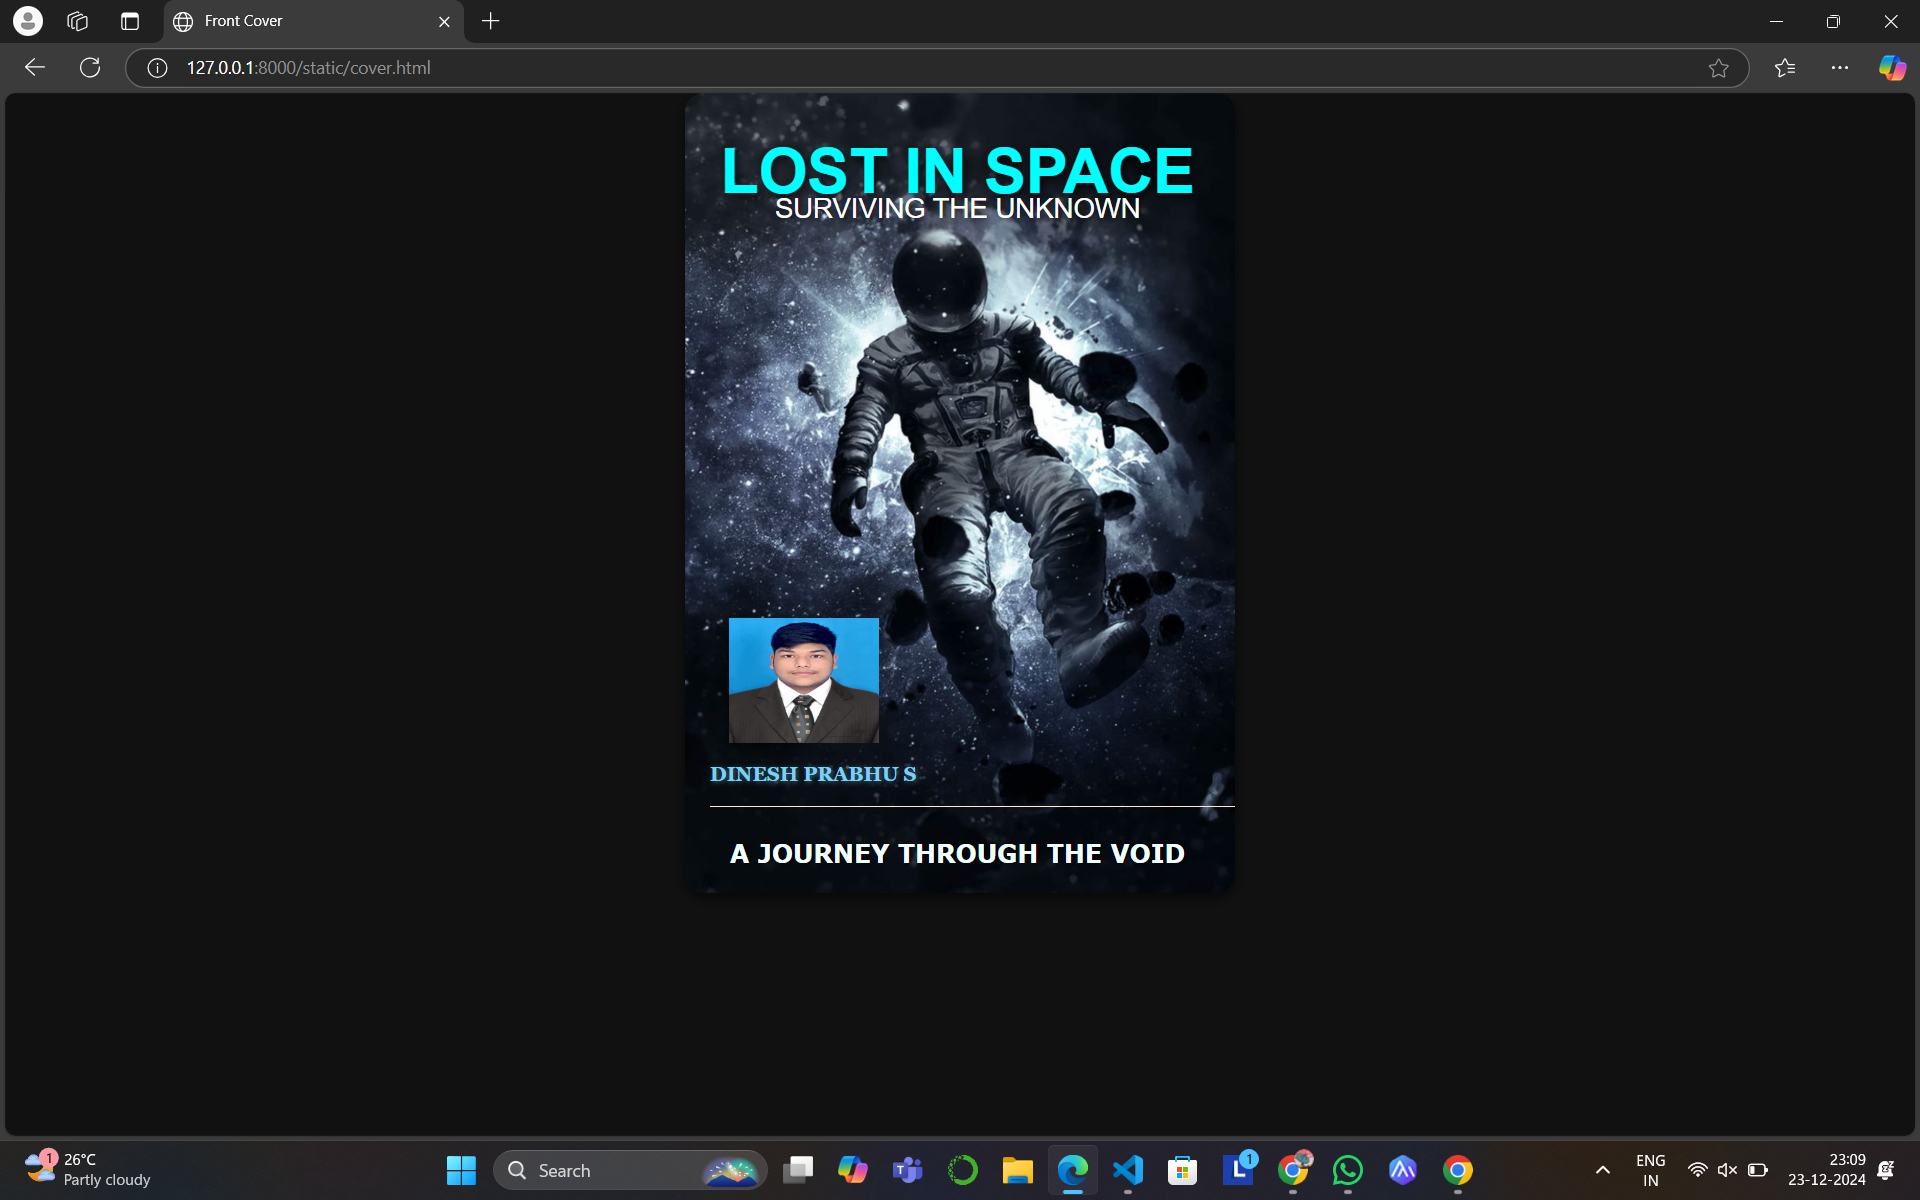 Front Cover
127.0.0.1:8000/static/cover.html
LOST IN SPACE
SURVIVING THE UNKNOWN
DINESH PRABHU S
A JOURNEY THROUGH THE VOID
1
26°C
Partly cloudy
Search
T
L
1
ENG
IN
23:09
23-12-2024